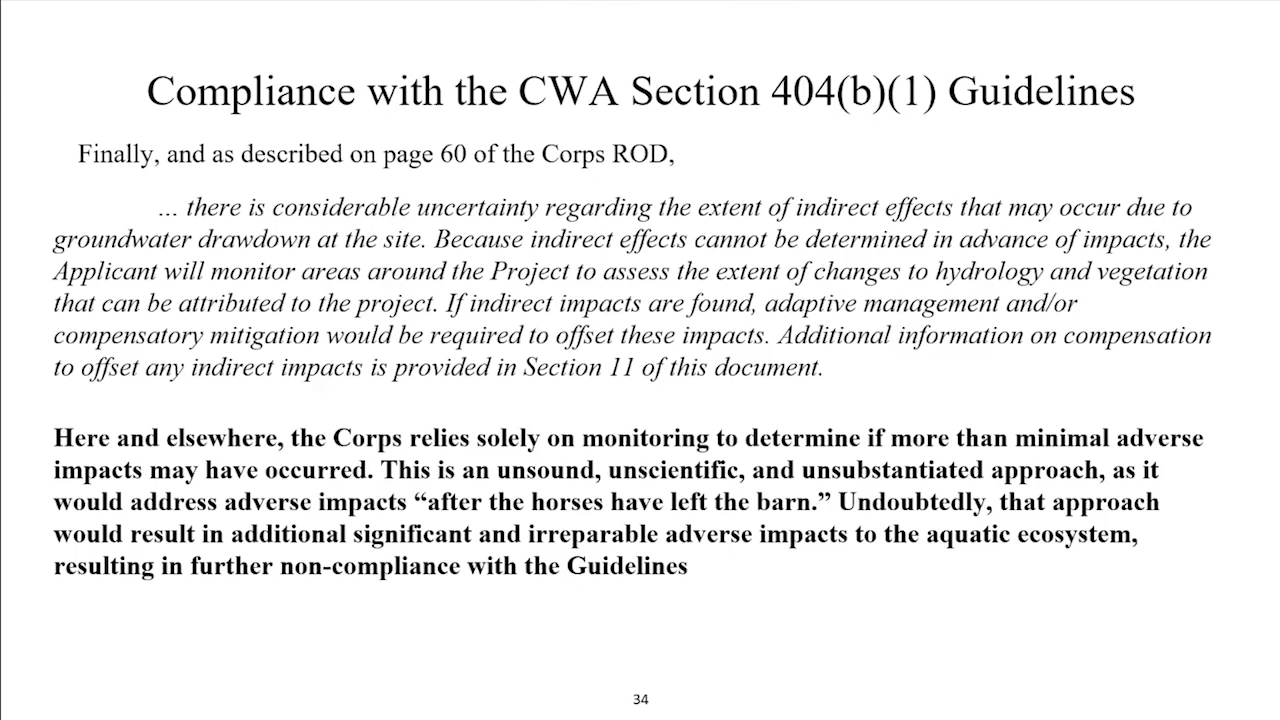 Compliance with the CWA Section 404(b)(1) Guidelines
Finally, and as described on page 60 of the Corps ROD,
... there is considerable uncertainty regarding the extent of indirect effects that may occur due to
groundwater drawdown at the site. Because indirect effects cannot be determined in advance of impacts, the
Applicant will monitor areas around the Project to assess the extent of changes to hydrology and vegetation
that can be attributed to the project. If indirect impacts are found, adaptive management and/or
compensatory mitigation would be required to offset these impacts. Additional information on compensation
to offset any indirect impacts is provided in Section 11 of this document.
Here and elsewhere, the Corps relies solely on monitoring to determine if more than minimal adverse
impacts may have occurred. This is an unsound, unscientific, and unsubstantiated approach, as it
would address adverse impacts “after the horses have left the barn.” Undoubtedly, that approach
would result in additional significant and irreparable adverse impacts to the aquatic ecosystem,
resulting in further non-compliance with the Guidelines
34